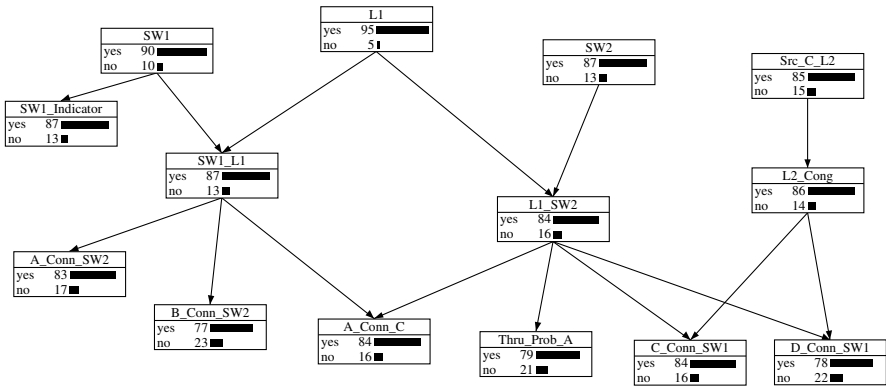 SW1
yes 90
no 10
L1
yes 95
no 5
SW2
yes 87
no 13
Src_C_L2
yes 85
no 15
SW1_Indicator
yes 87
no 13
SW1_L1
yes 87
no 13
L1_SW2
yes 84
no 16
L2_Cong
yes 86
no 14
A_Conn_SW2
yes 83
no 17
B_Conn_SW2
yes 77
no 23
A_Conn_C
yes 84
no 16
Thru_Prob_A
yes 79
no 21
C_Conn_SW1
yes 84
no 16
D_Conn_SW1
yes 78
no 22